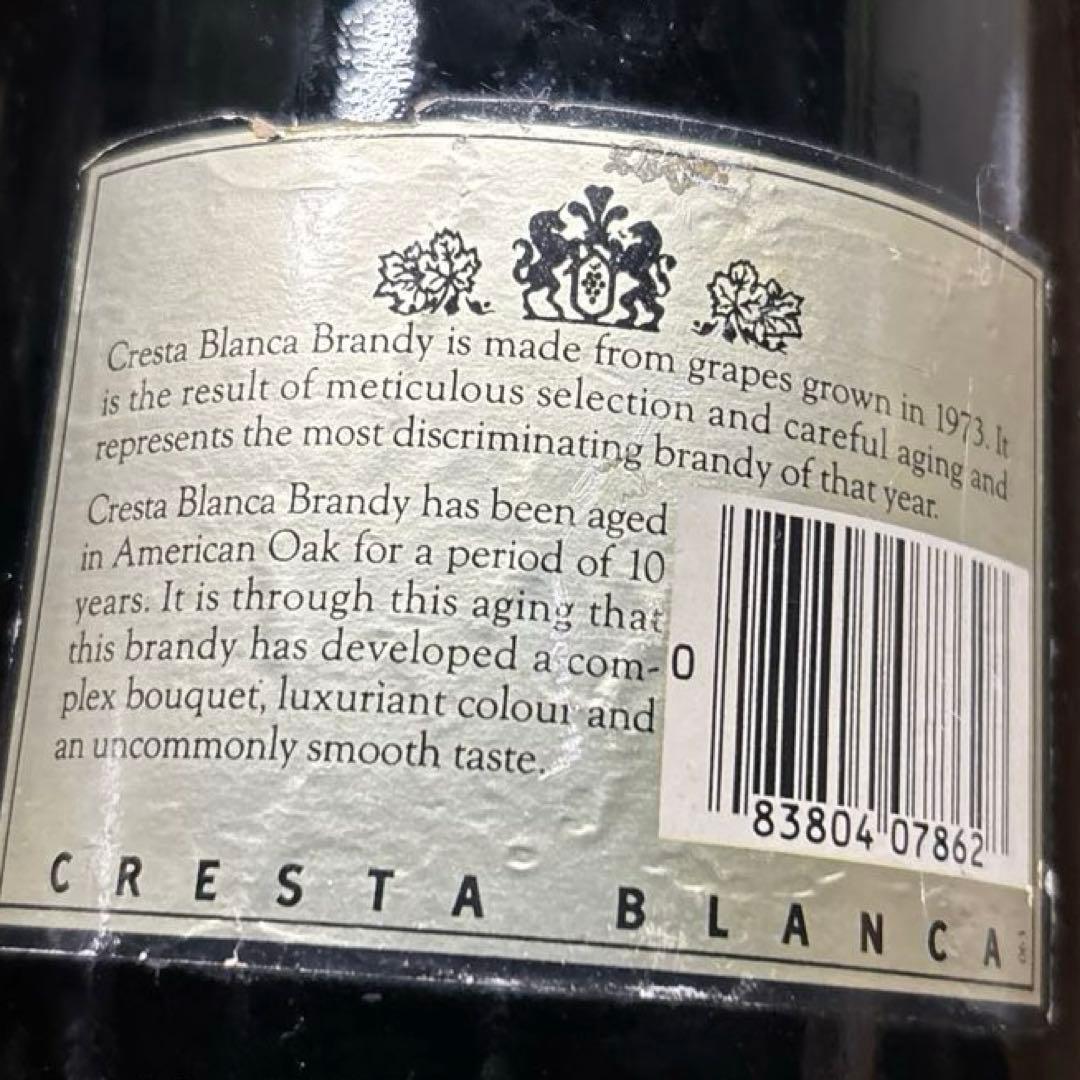 Cresta Blanca Brandy is made from grapes grown in 1973. It
is the result of meticulous selection and careful aging and
represents the most discriminating brandy of that year.
Cresta Blanca Brandy has been aged
in American Oak for a period of 10
years. It is through this aging that
this brandy has developed a com-
plex bouquet, luxuriant colour and
an uncommonly smooth taste.
0 83804 07862
CRESTA BLANCA